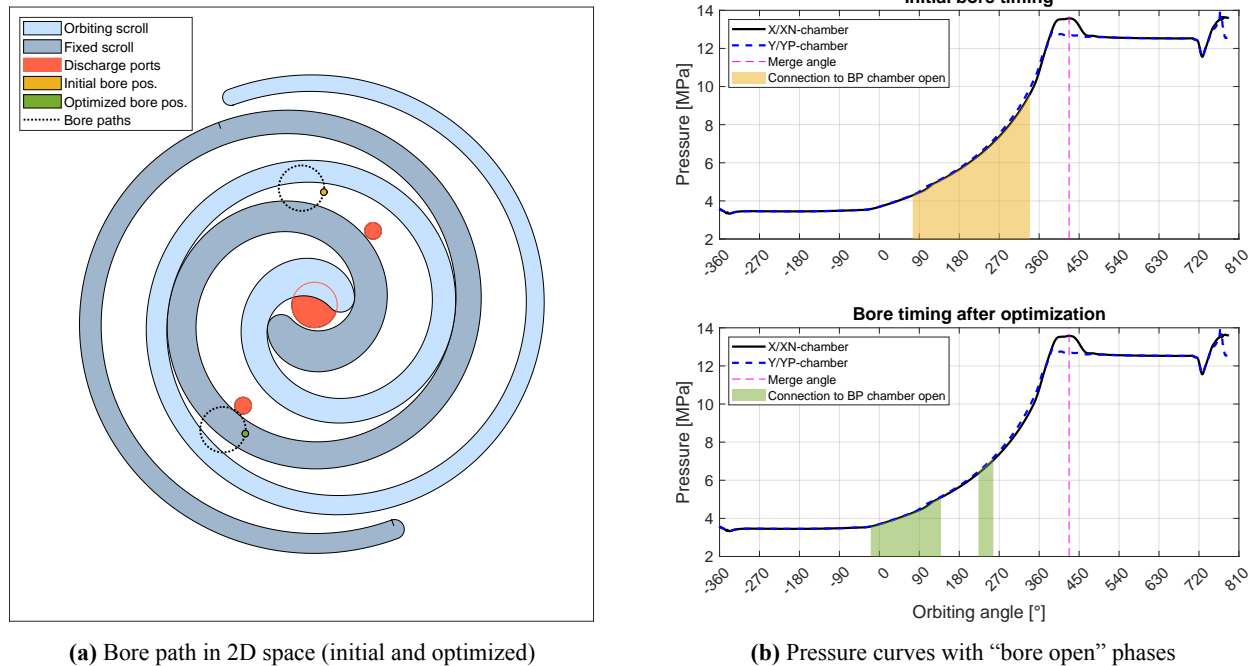 Orbiting scroll
Fixed scroll
Discharge ports
Initial bore pos.
Optimized bore pos.
Bore paths
(a) Bore path in 2D space (initial and optimized)
Initial bore timing
14
12
10
8
6
4
2
Pressure [MPa]
X/XN-chamber
Y/YP-chamber
Merge angle
Connection to BP chamber open
-360
-270
-180
-90
0
90
180
270
360
450
540
630
720
810
Bore timing after optimization
14
12
10
8
6
4
2
Pressure [MPa]
X/XN-chamber
Y/YP-chamber
Merge angle
Connection to BP chamber open
-360
-270
-180
-90
0
90
180
270
360
450
540
630
720
810
Orbiting angle [°]
(b) Pressure curves with “bore open” phases